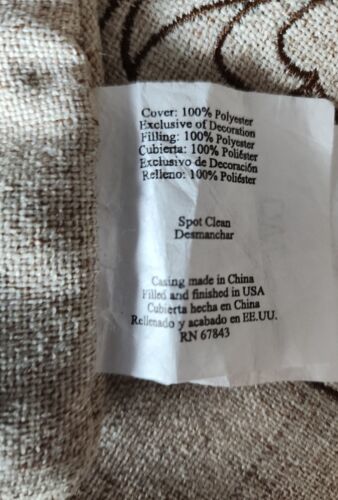 Cover: 100% Polyester
Exclusive of Decoration
Filling: 100% Polyester
Cubierta: 100% Poliéster
Exclusivo de Decoración
Relleno: 100% Poliéster
Spot Clean
Desmanchar
Casing made in China
Filled and finished in USA
Cubierta hecha en China
Rellenado y acabado en EE.UU.
RN 67843